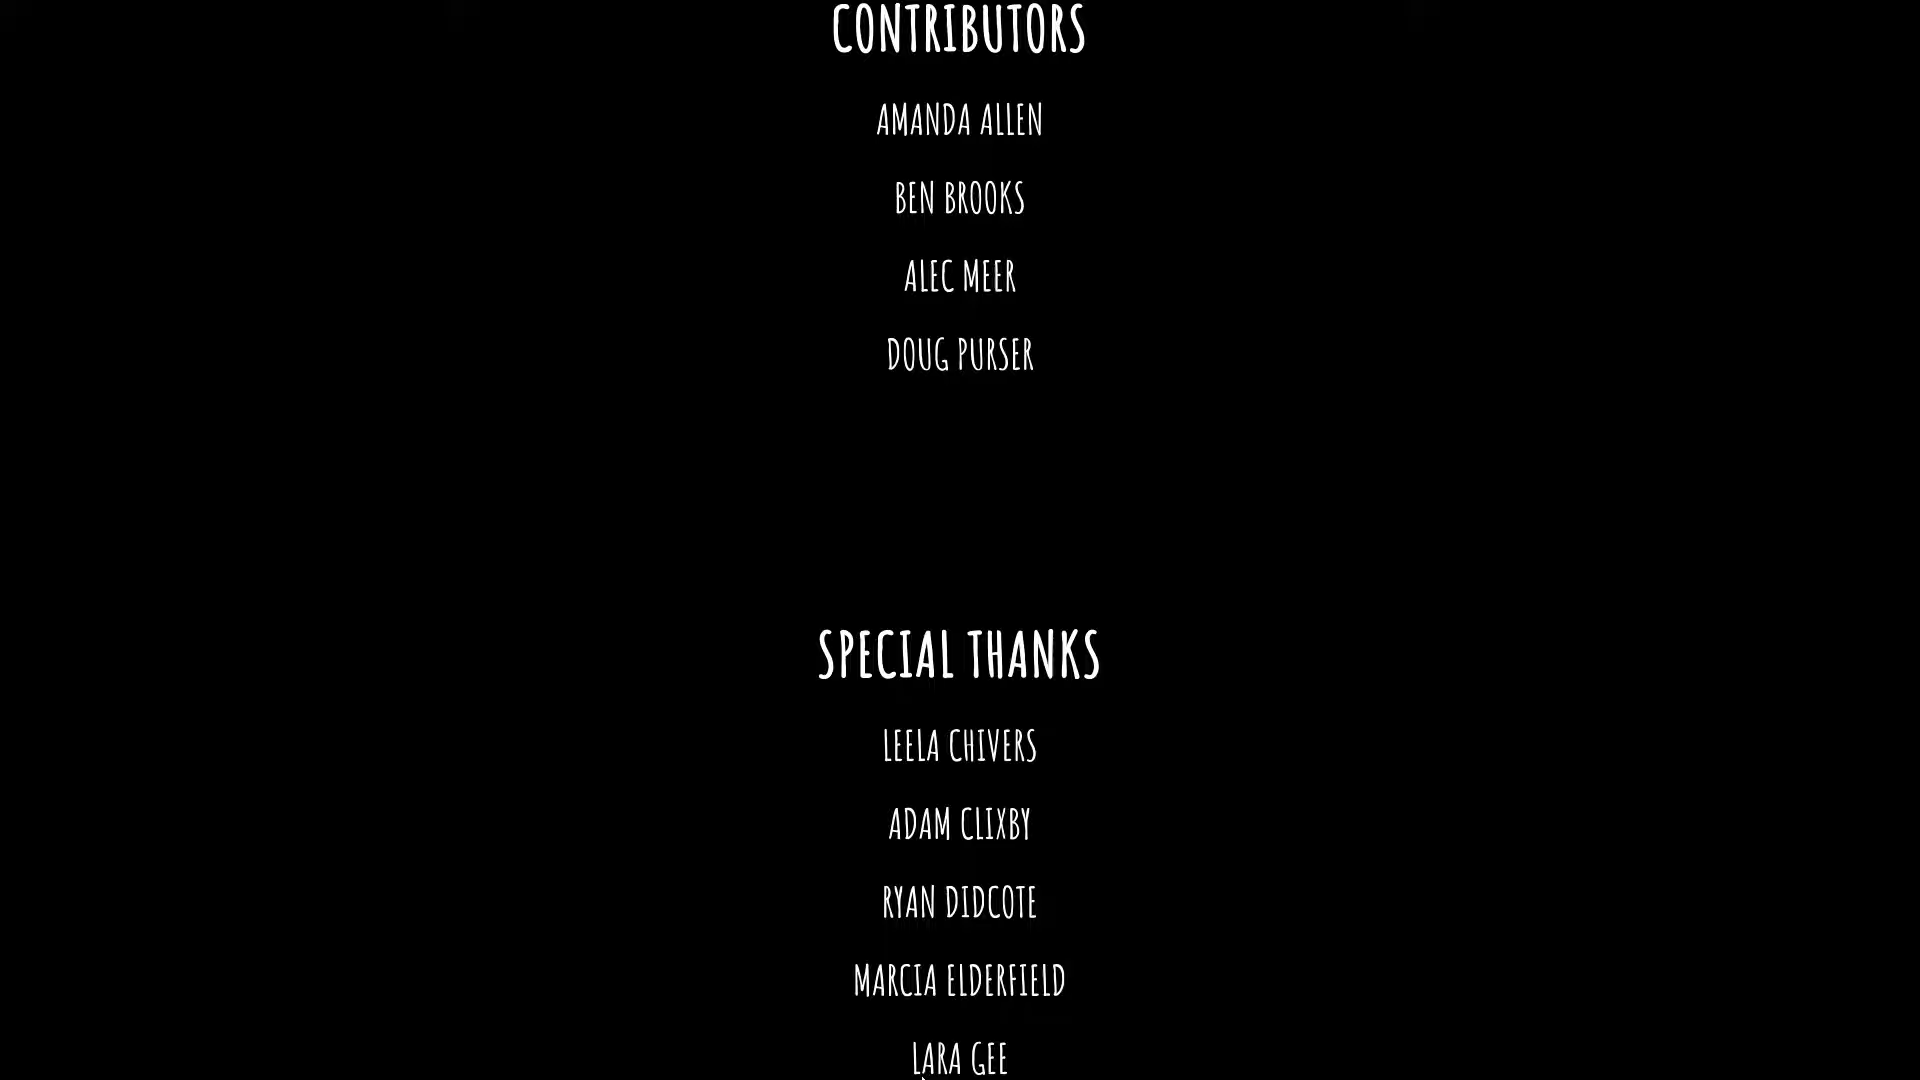 CONTRIBUTORS
AMANDA ALLEN
BEN BROOKS
ALEC MEER
DOUG PURSER
SPECIAL THANKS
LEELA CHIVERS
ADAM CLIXBY
RYAN DIDCOTE
MARCIA ELDERFIELD
LARA GEE